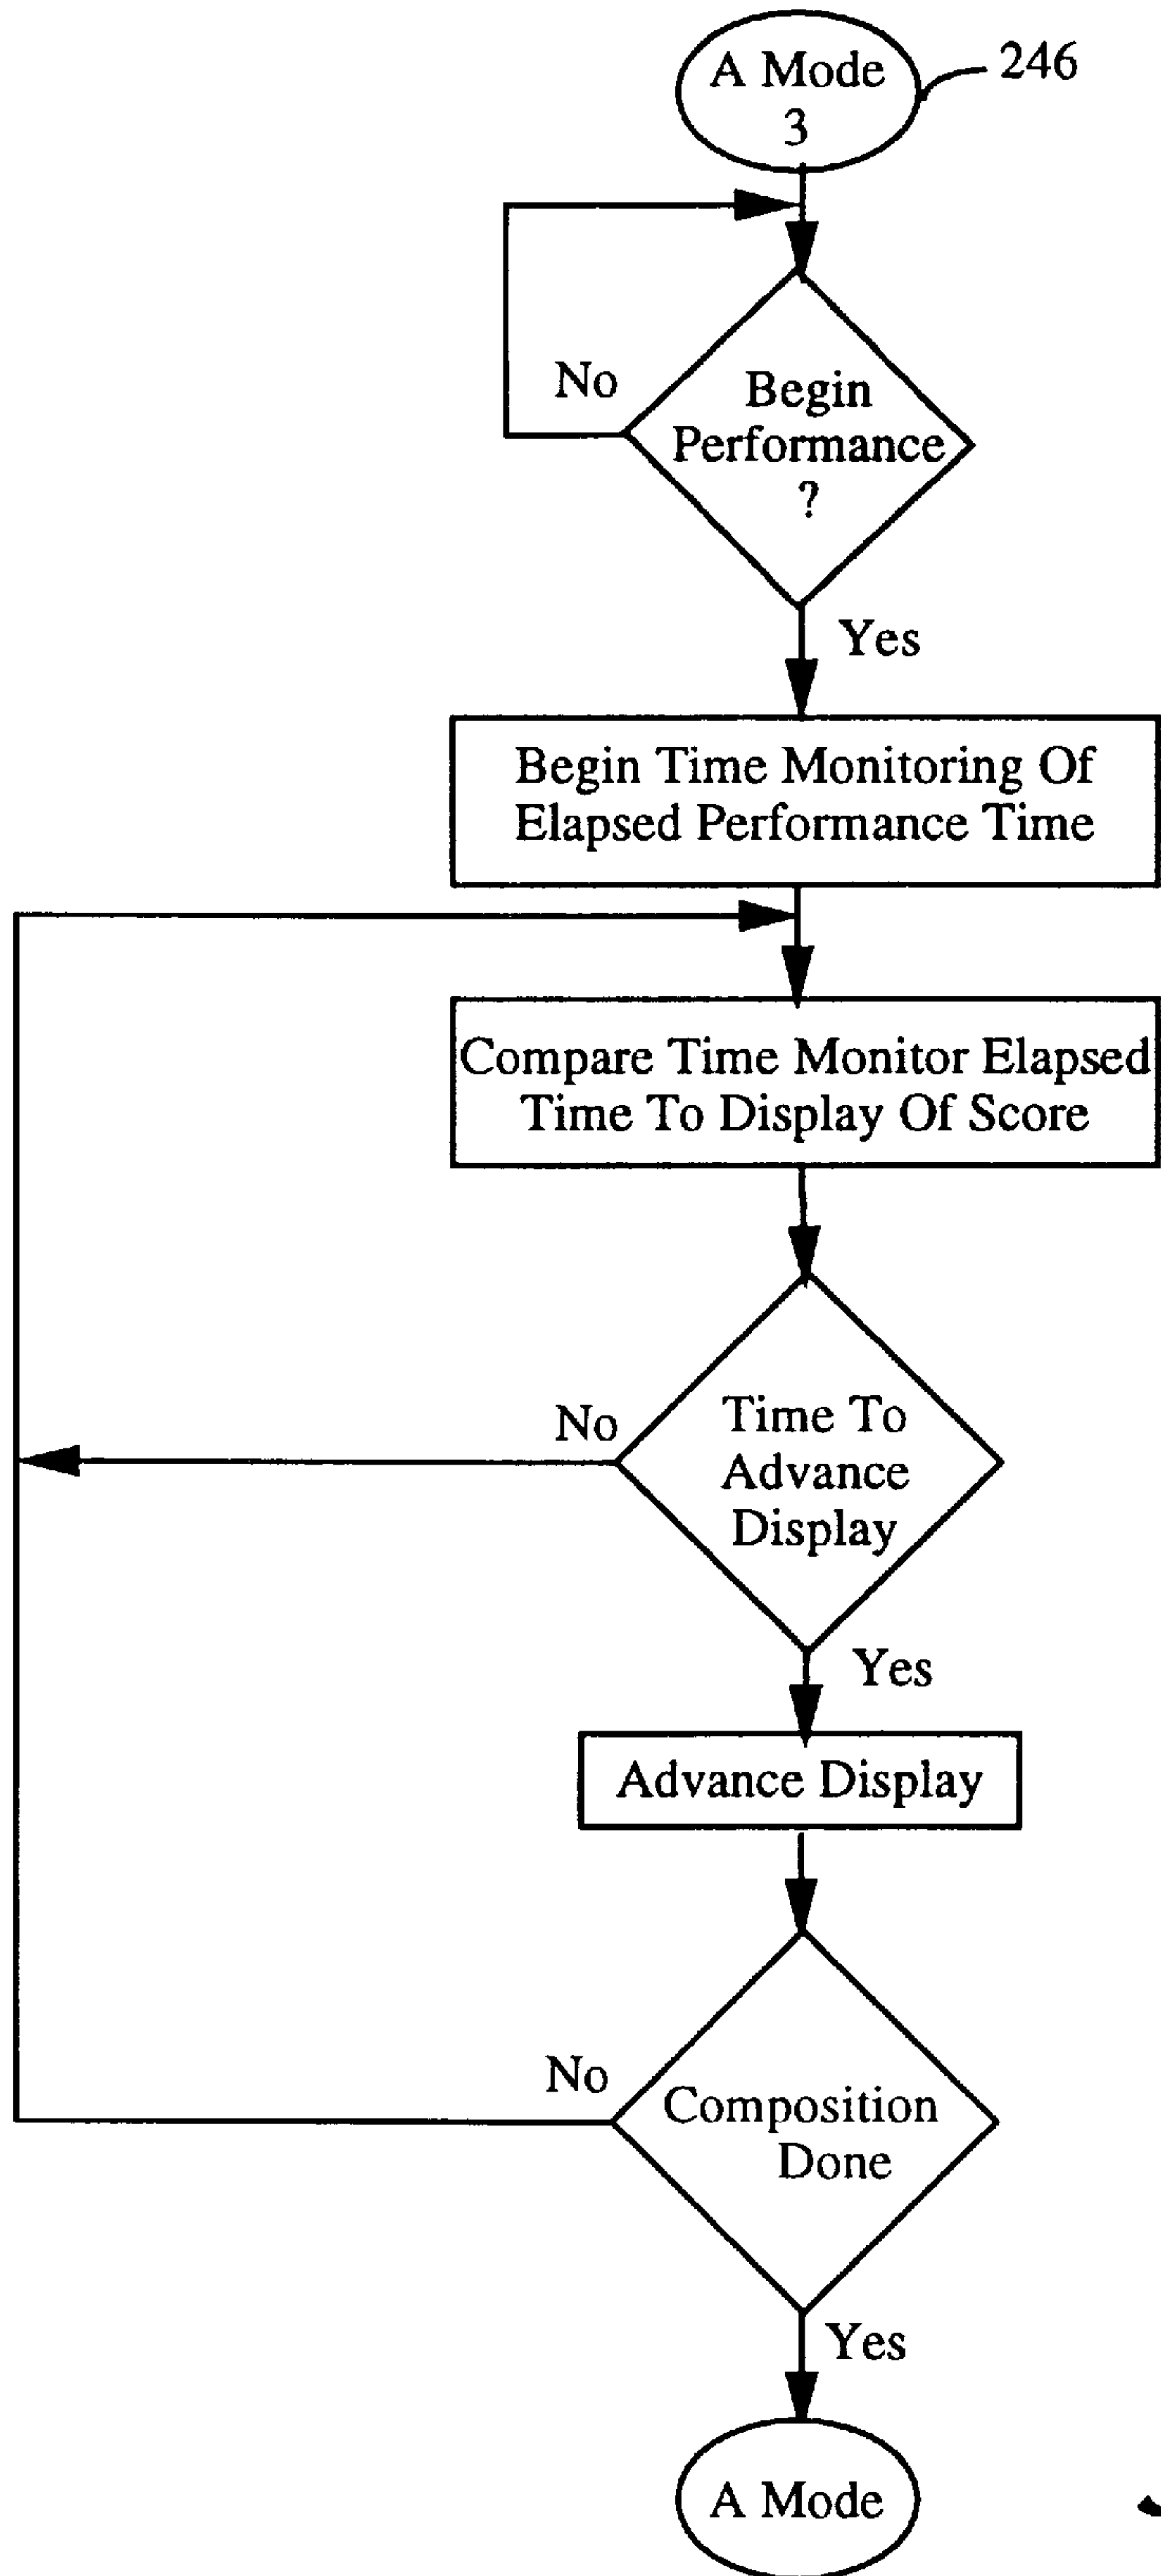 A Mode
3
246
No
Begin
Performance
?
Yes
Begin Time Monitoring Of
Elapsed Performance Time
Compare Time Monitor Elapsed
Time To Display Of Score
No
Time To
Advance
Display
Yes
Advance Display
No
Composition
Done
Yes
A Mode